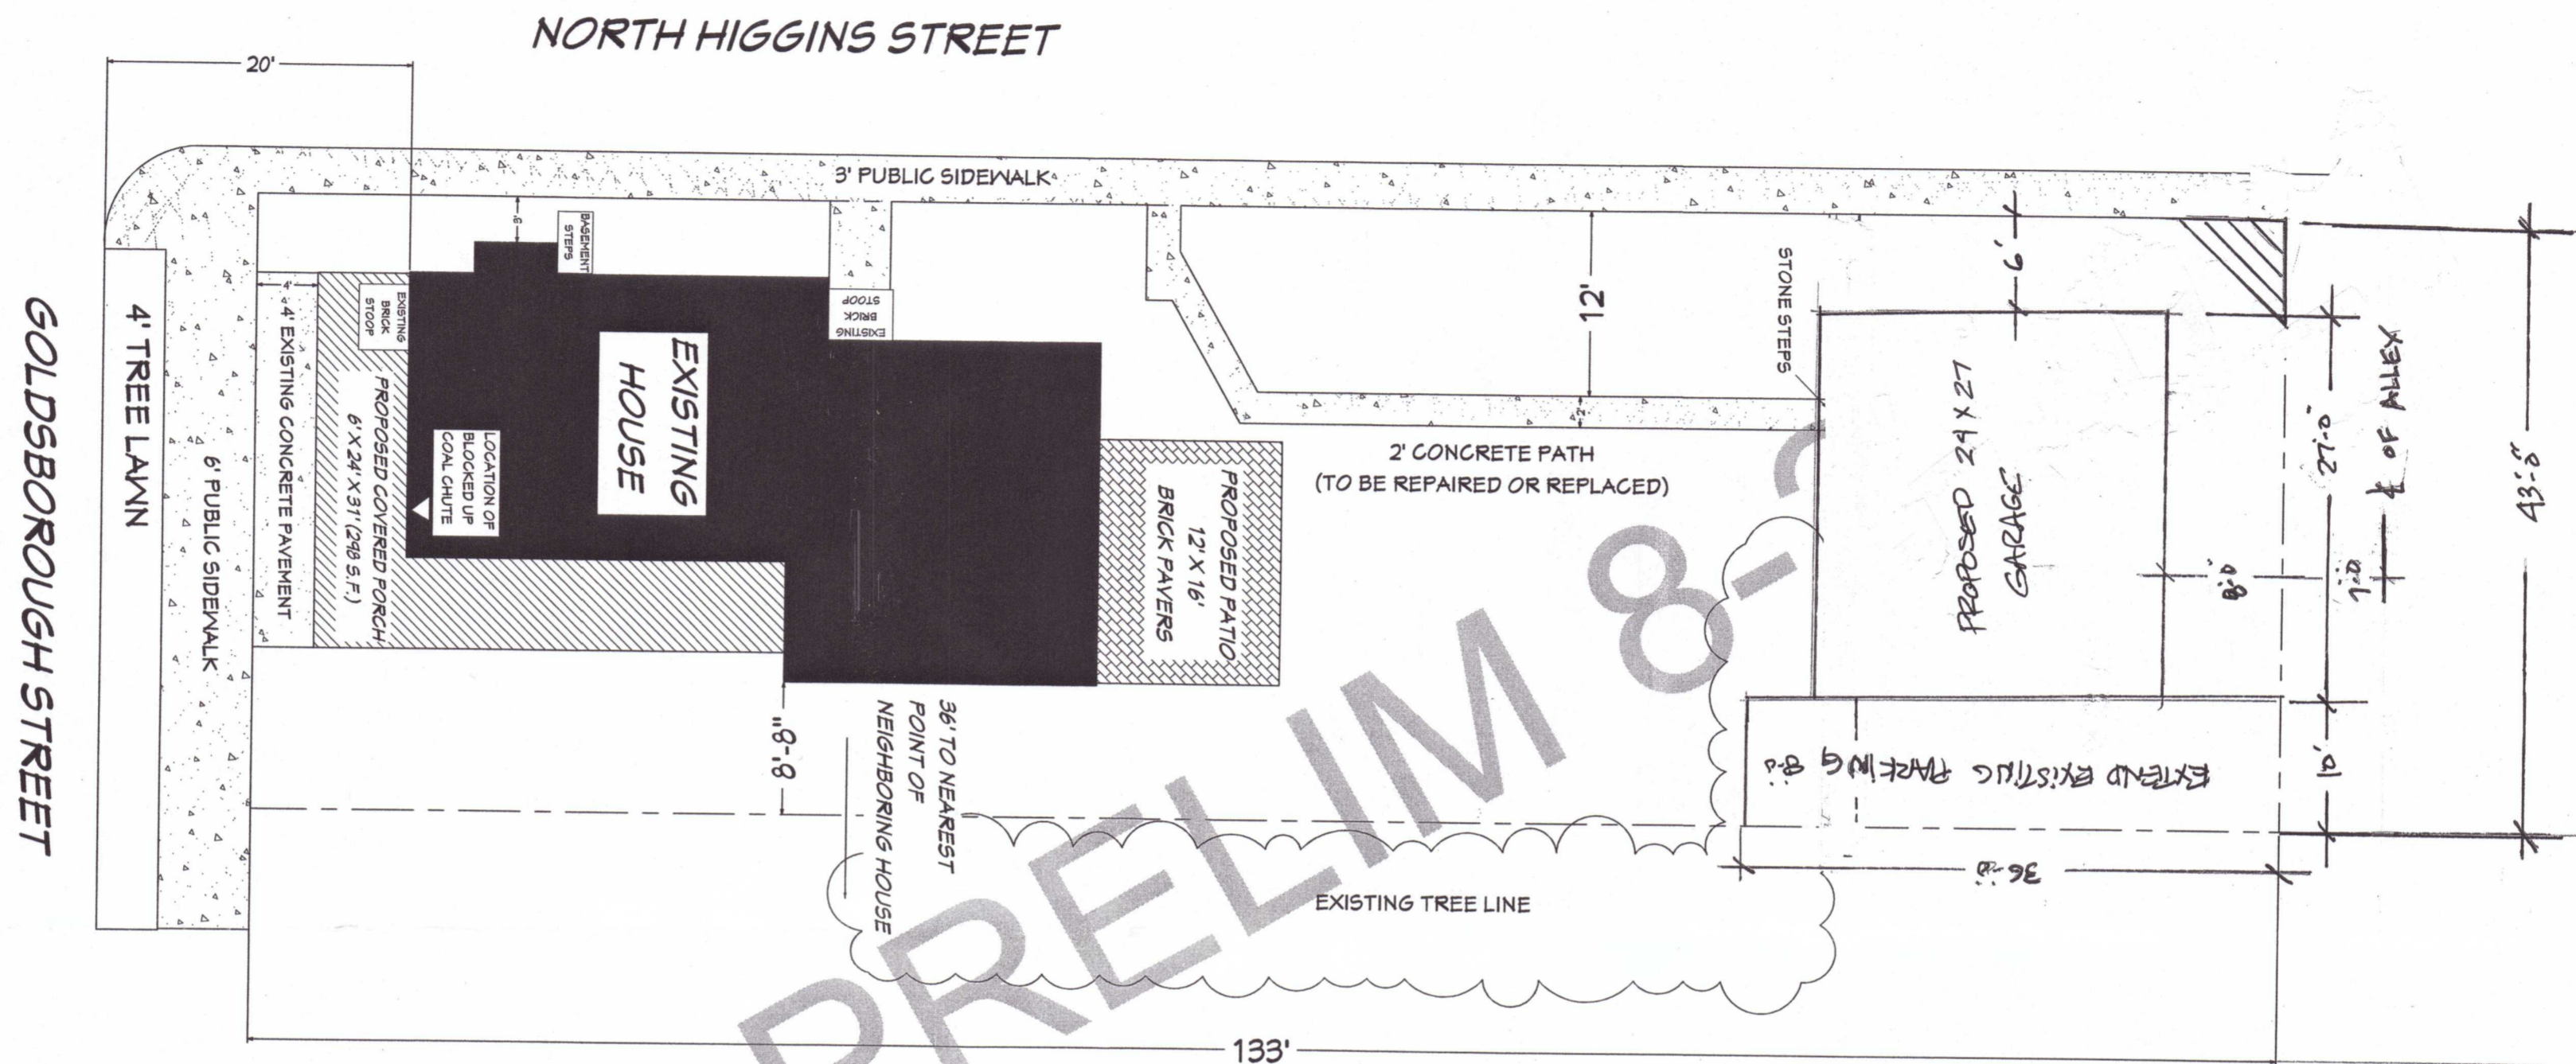 NORTH HIGGINS STREET
20'
3' PUBLIC SIDEWALK
GOLDSBOROUGH STREET
4' TREE LAWN
6' PUBLIC SIDEWALK
4'
4' EXISTING CONCRETE PAVEMENT
EXISTING
BRICK
STOOP
PROPOSED COVERED PORCH
6' X 24' X 31' (298 S.F.)
BASEMENT
STEPS
LOCATION OF
BLOCKED UP
COAL CHUTE
EXISTING
HOUSE
EXISTING
BRICK
STOOP
PROPOSED PATIO
12' X 16'
BRICK PAVERS
12'
2'
2' CONCRETE PATH
(TO BE REPAIRED OR REPLACED)
STONE STEPS
6'
PROPOSED 24 X 27
GARAGE
8'-0"
7'-0"
27'-0"
℄ OF ALLEY
43'-0"
EXTEND EXISTING PARKING
36'-0"
8'-8"
36' TO NEAREST
POINT OF
NEIGHBORING HOUSE
EXISTING TREE LINE
133'
PRELIM 8-